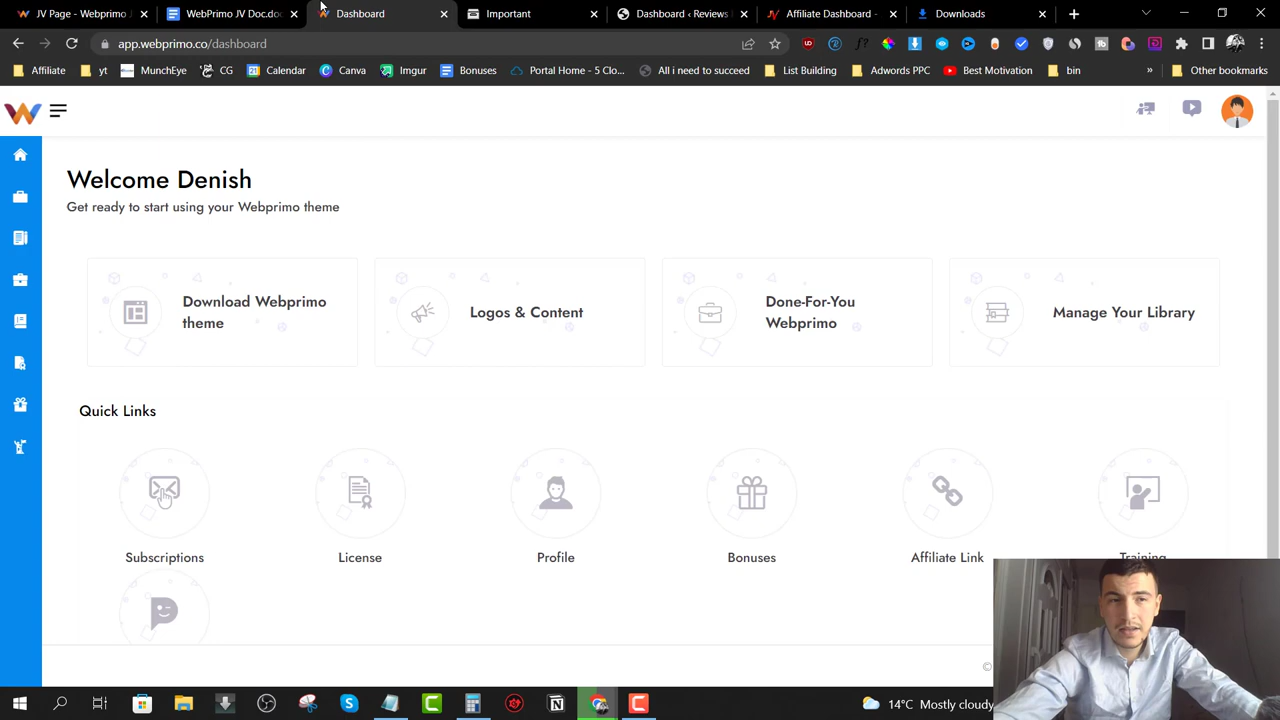 JV Page - Webprimo
WebPrimo JV Doc.doc
Dashboard
Important
Dashboard ‹ Reviews
Affiliate Dashboard -
Downloads
app.webprimo.co/dashboard
Affiliate
yt
MunchEye
CG
Calendar
Canva
Imgur
Bonuses
Portal Home - 5 Clo...
All i need to succeed
List Building
Adwords PPC
Best Motivation
bin
»
Other bookmarks
Welcome Denish
Get ready to start using your Webprimo theme
Download Webprimo
theme
Logos & Content
Done-For-You
Webprimo
Manage Your Library
Quick Links
Subscriptions
License
Profile
Bonuses
Affiliate Link
Training
©
14°C Mostly cloudy